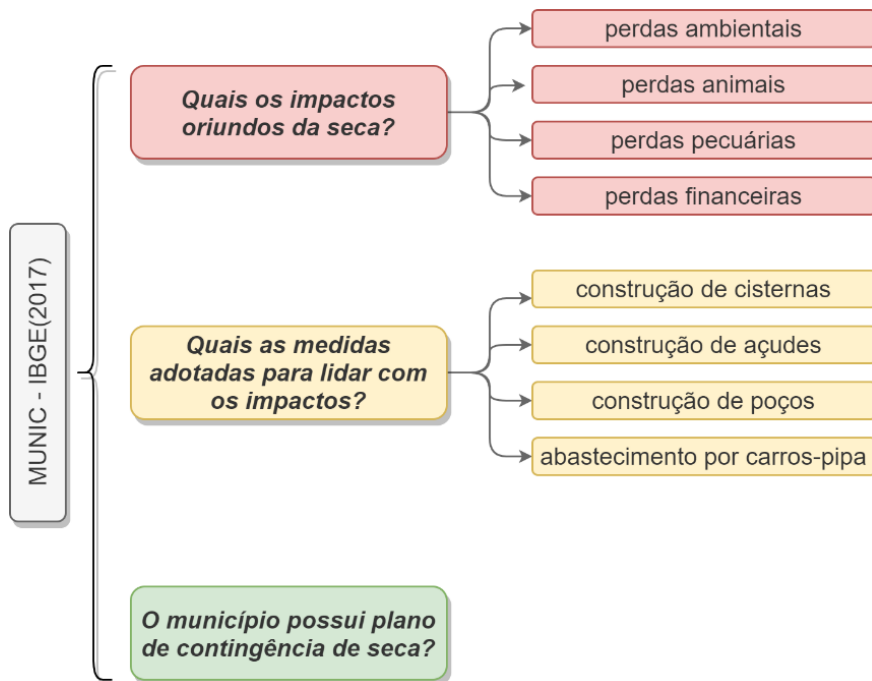 MUNIC - IBGE(2017)
Quais os impactos
oriundos da seca?
perdas ambientais
perdas animais
perdas pecuárias
perdas financeiras
Quais as medidas
adotadas para lidar com
os impactos?
construção de cisternas
construção de açudes
construção de poços
abastecimento por carros-pipa
O município possui plano
de contingência de seca?